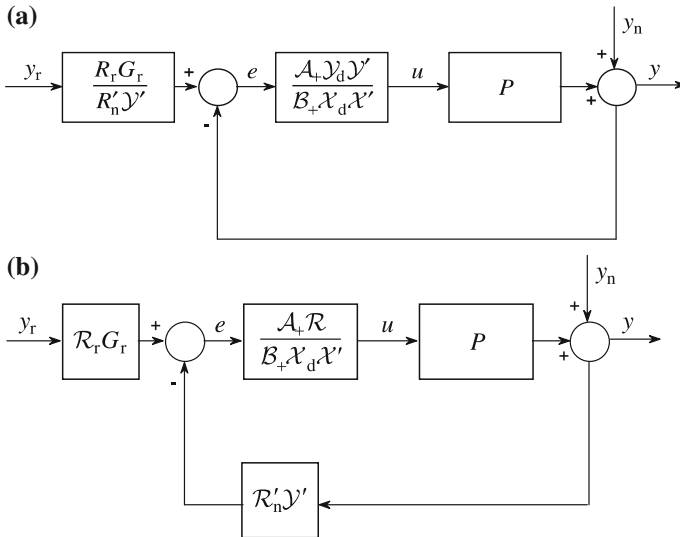 (a)
y_n
y_r
R_r G_r
R'_n 𝒴'
+
-
e
𝒜_+ 𝒴_d 𝒴'
ℬ_+ 𝒳_d 𝒳'
u
P
+
+
y
(b)
y_n
y_r
ℛ_r G_r
+
-
e
𝒜_+ ℛ
ℬ_+ 𝒳_d 𝒳'
u
P
+
+
y
ℛ'_n 𝒴'